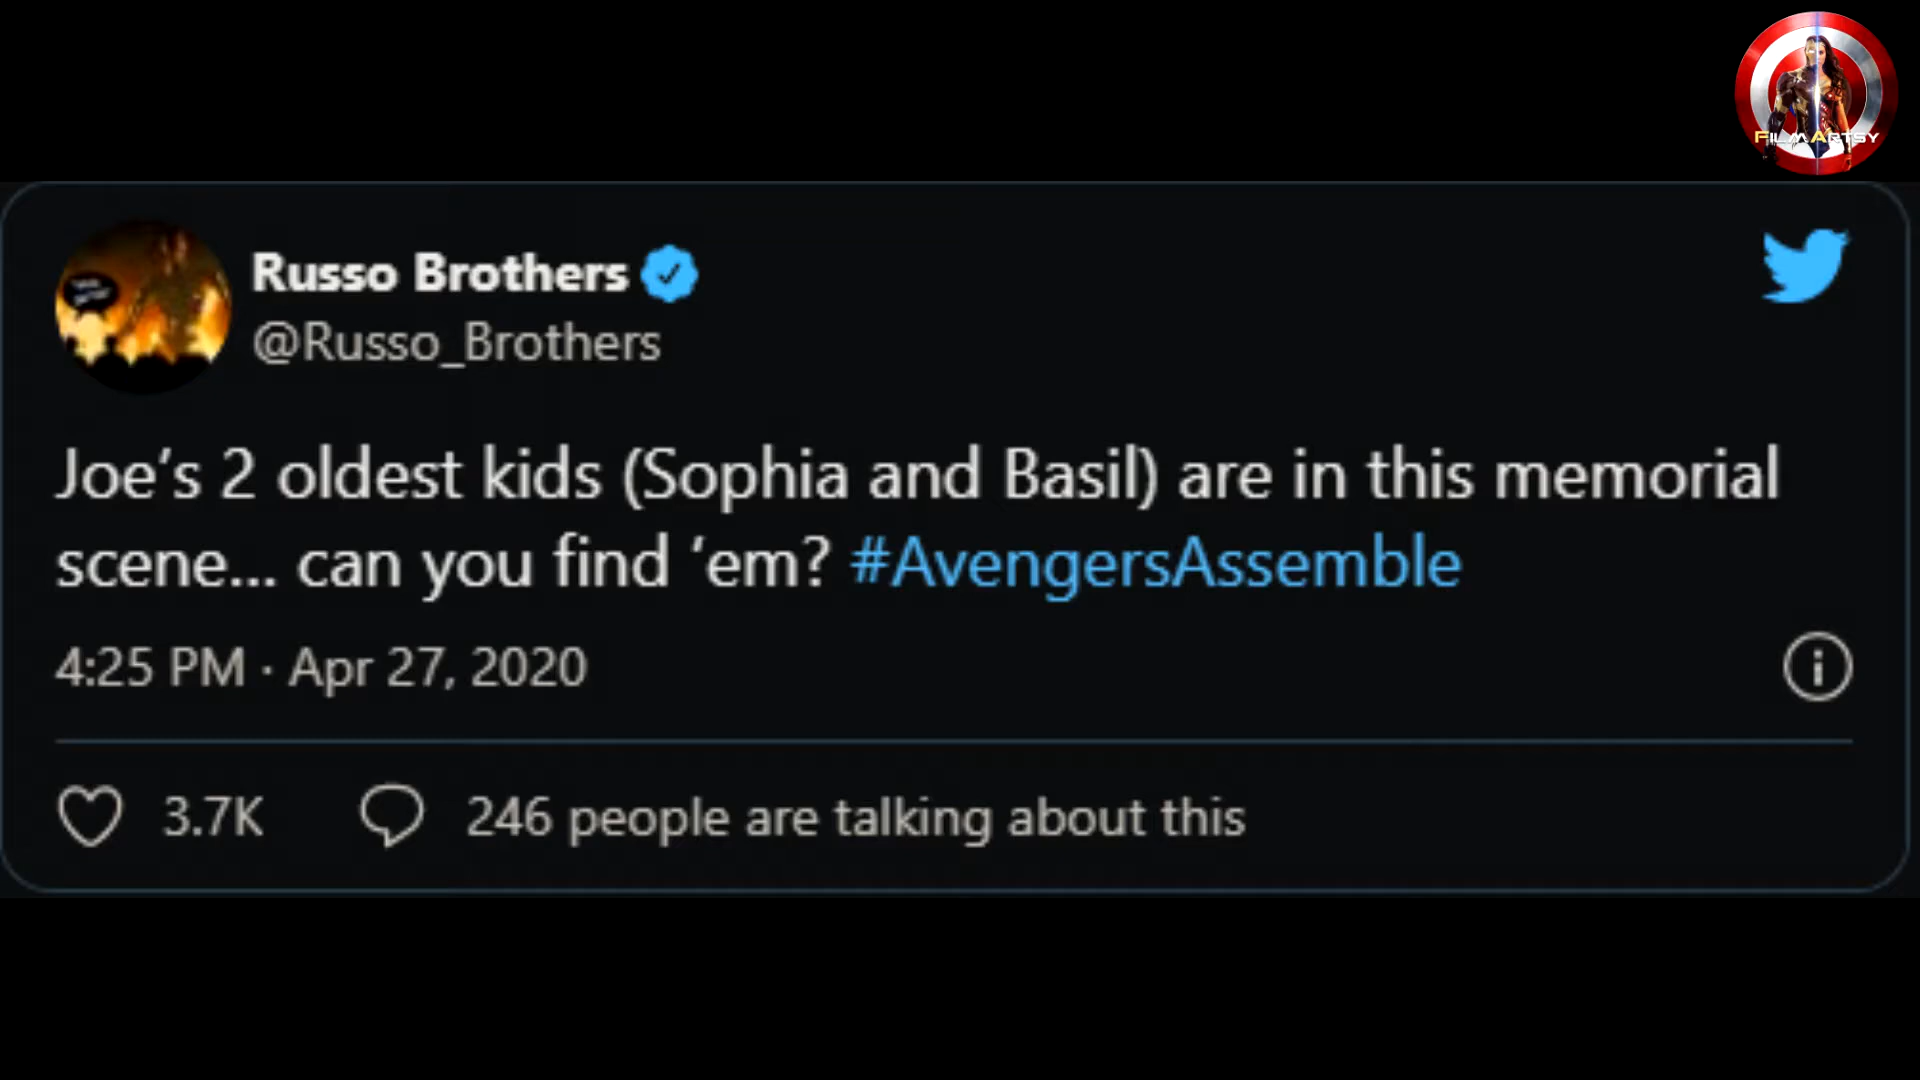 FILMARTSY
Russo Brothers
@Russo_Brothers
Joe’s 2 oldest kids (Sophia and Basil) are in this memorial
scene... can you find ’em? #AvengersAssemble
4:25 PM · Apr 27, 2020
3.7K 246 people are talking about this